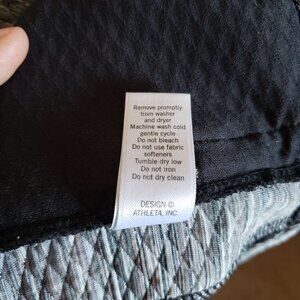 Remove promptly
from washer
and dryer
Machine wash cold
gentle cycle
Do not bleach
Do not use fabric
softeners
Tumble dry low
Do not iron
Do not dry clean
DESIGN ©
ATHLETA, INC.